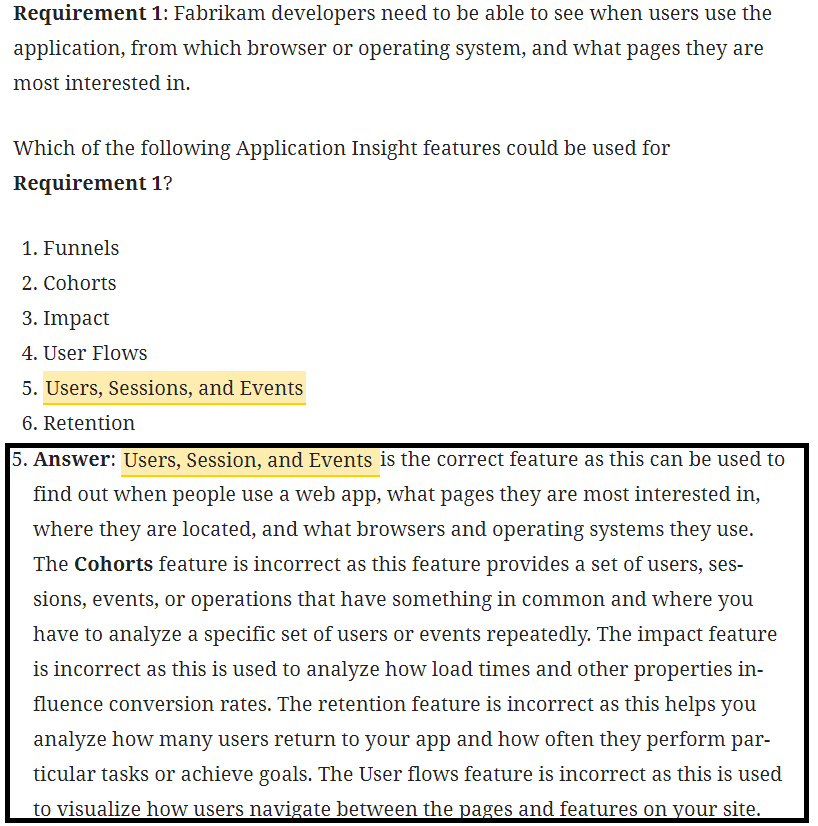 Requirement 1: Fabrikam developers need to be able to see when users use the
application, from which browser or operating system, and what pages they are
most interested in.
Which of the following Application Insight features could be used for
Requirement 1?
1. Funnels
2. Cohorts
3. Impact
4. User Flows
5. Users, Sessions, and Events
6. Retention
5. Answer: Users, Session, and Events is the correct feature as this can be used to
find out when people use a web app, what pages they are most interested in,
where they are located, and what browsers and operating systems they use.
The Cohorts feature is incorrect as this feature provides a set of users, ses-
sions, events, or operations that have something in common and where you
have to analyze a specific set of users or events repeatedly. The impact feature
is incorrect as this is used to analyze how load times and other properties in-
fluence conversion rates. The retention feature is incorrect as this helps you
analyze how many users return to your app and how often they perform par-
ticular tasks or achieve goals. The User flows feature is incorrect as this is used
to visualize how users navigate between the pages and features on your site.